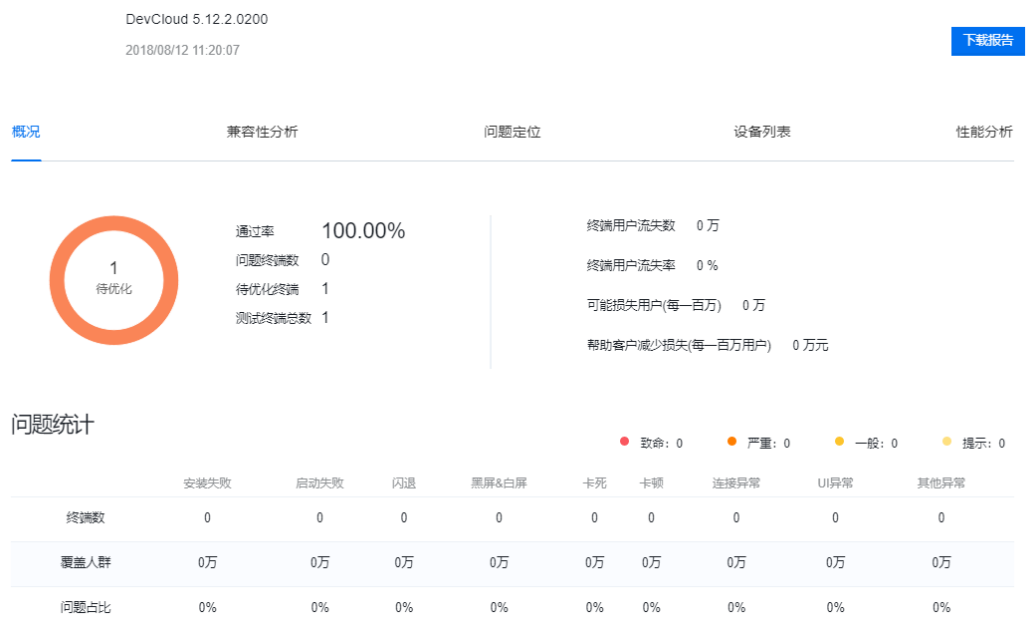 DevCloud 5.12.2.0200
2018/08/12 11:20:07
下载报告
概况 兼容性分析 问题定位 设备列表 性能分析
1
待优化
通过率 100.00%
问题终端数 0
待优化终端 1
测试终端总数 1
终端用户流失数 0 万
终端用户流失率 0 %
可能损失用户(每一百万) 0 万
帮助客户减少损失(每一百万用户) 0 万元
问题统计
致命: 0 严重: 0 一般: 0 提示: 0
安装失败 启动失败 闪退 黑屏&白屏 卡死 卡顿 连接异常 UI异常 其他异常
终端数 0 0 0 0 0 0 0 0 0
覆盖人群 0万 0万 0万 0万 0万 0万 0万 0万 0万
问题占比 0% 0% 0% 0% 0% 0% 0% 0% 0%